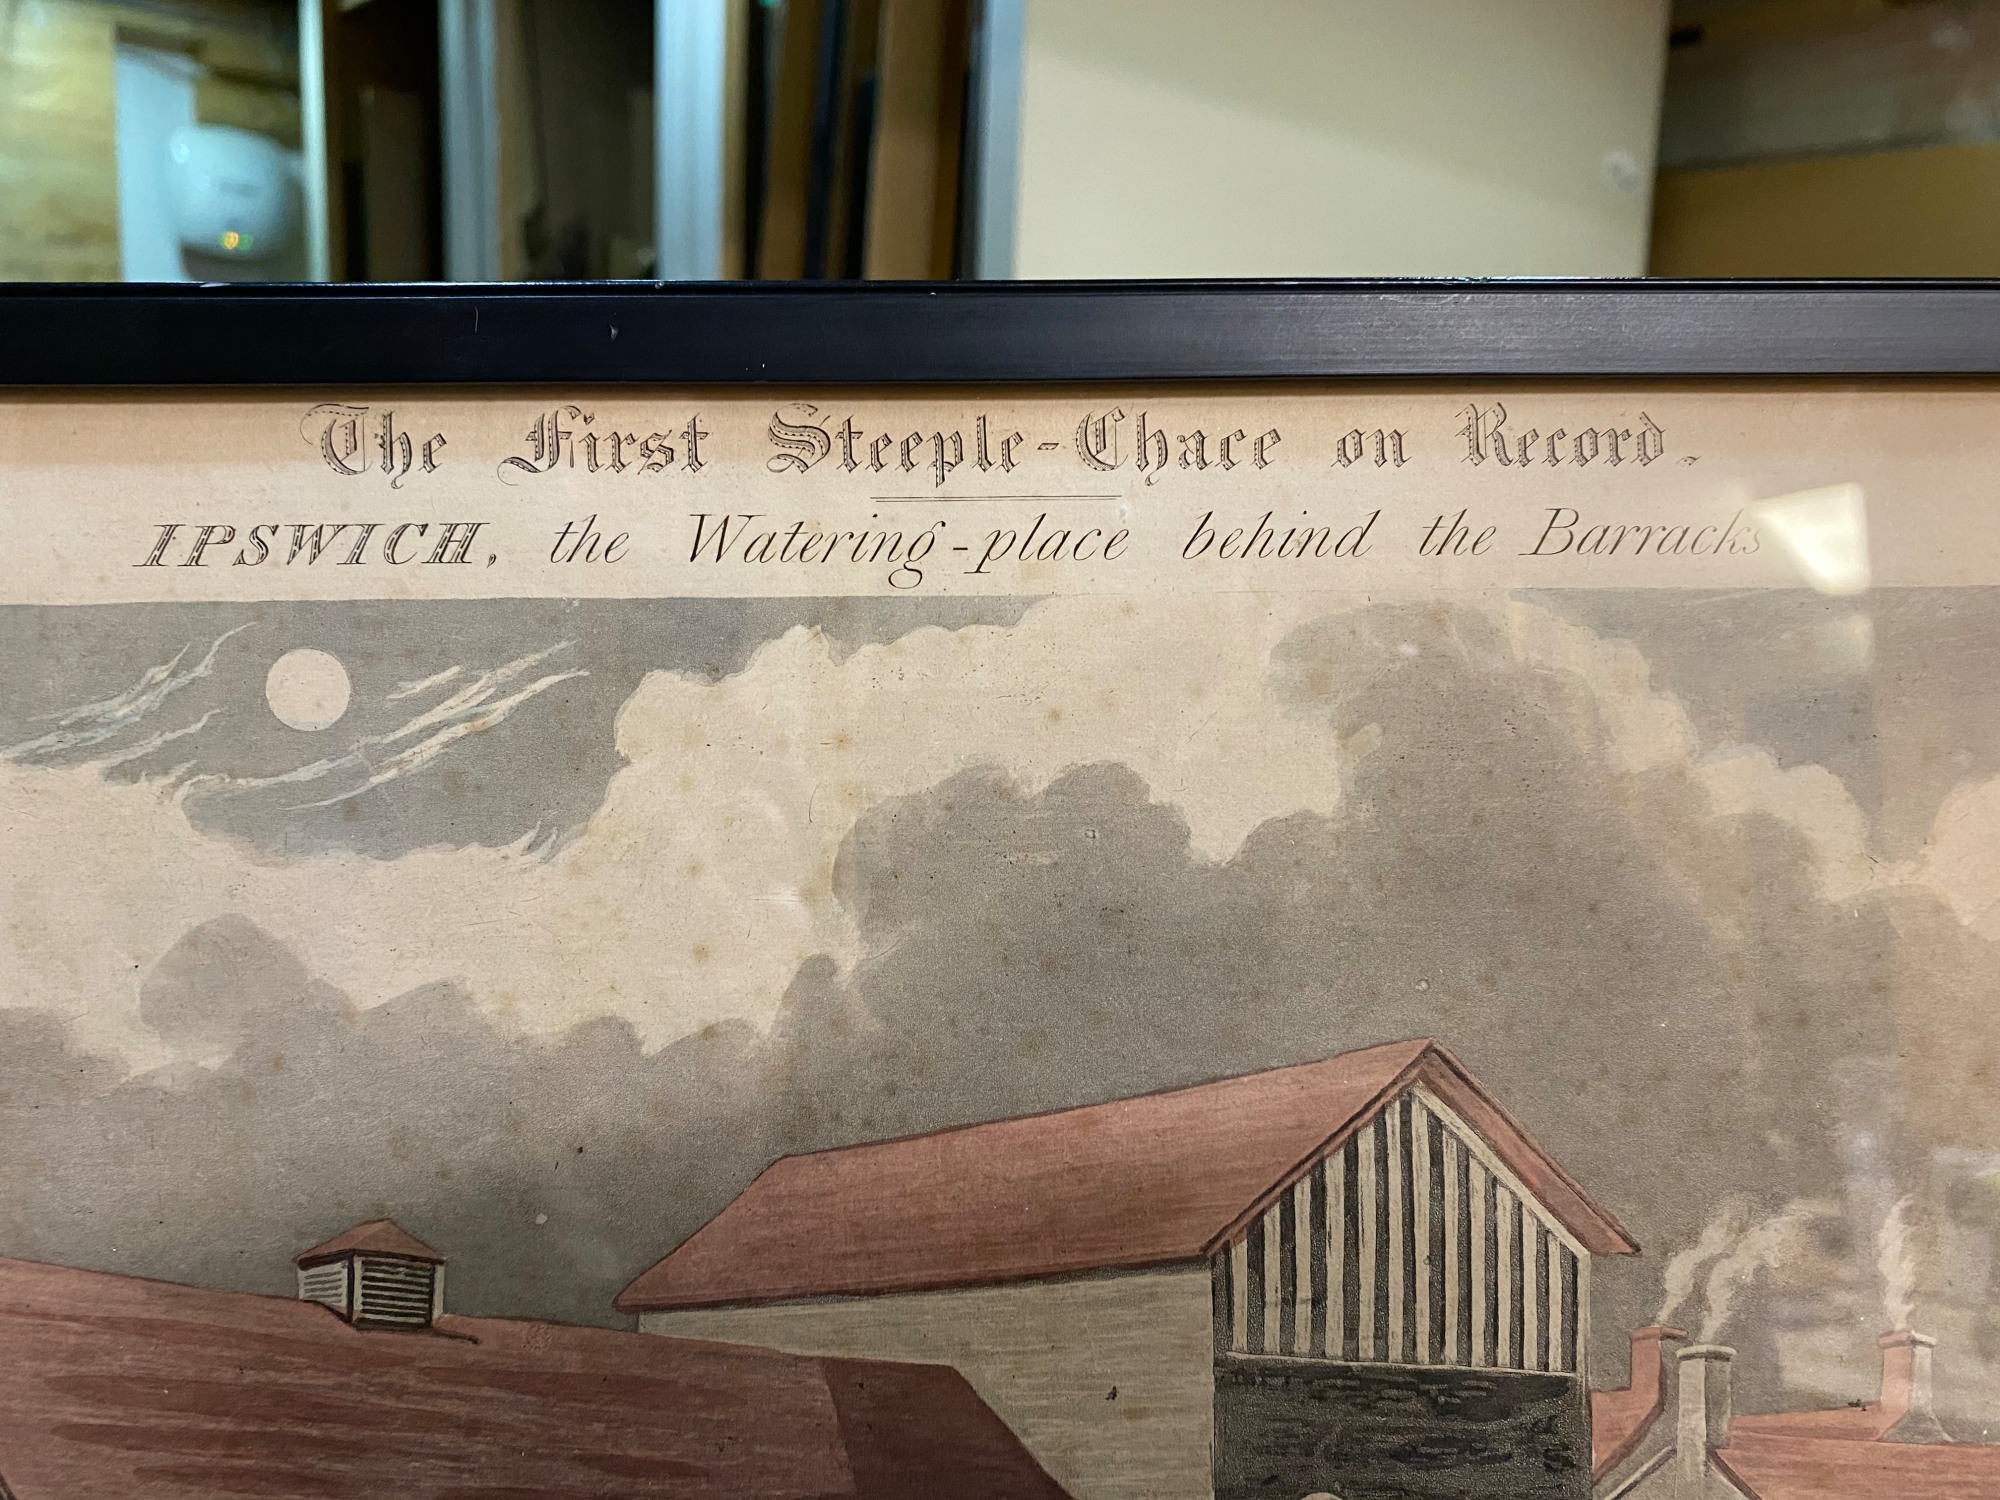 The First Steeple-Chace on Record.
IPSWICH, the Watering-place behind the Barracks